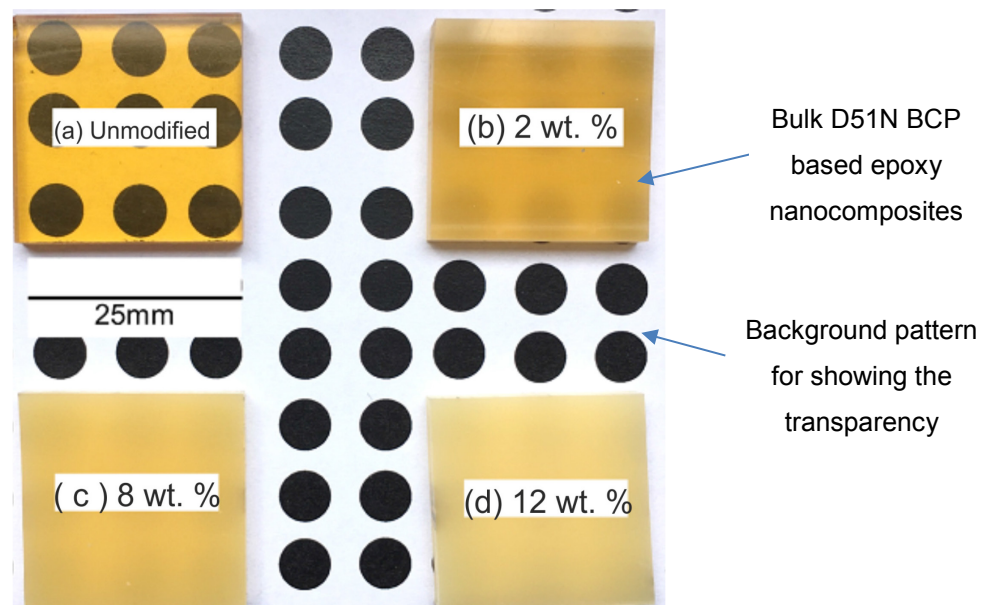 (a) Unmodified
(b) 2 wt. %
Bulk D51N BCP
based epoxy
nanocomposites
25mm
Background pattern
for showing the
transparency
( c ) 8 wt. %
(d) 12 wt. %